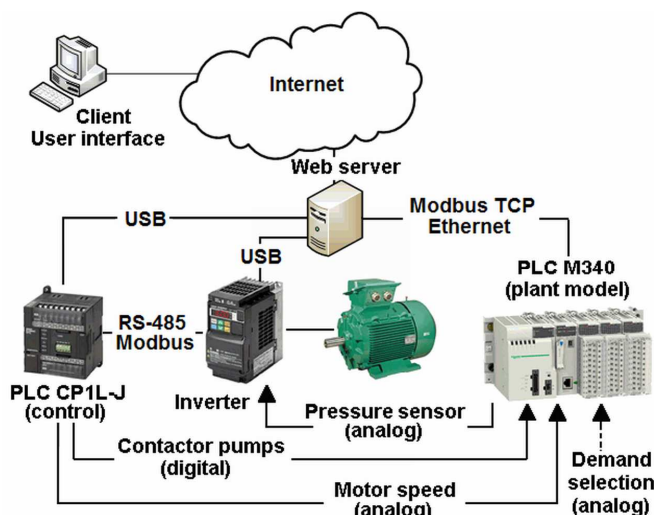 Internet
Client
User interface
Web server
USB
Modbus TCP
Ethernet
USB
PLC M340
(plant model)
RS-485
Modbus
PLC CP1L-J
(control)
Inverter
Pressure sensor
(analog)
Contactor pumps
(digital)
Demand
selection
(analog)
Motor speed
(analog)